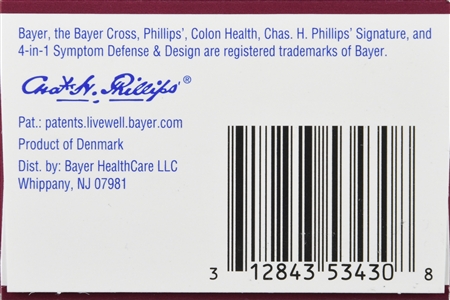 Bayer, the Bayer Cross, Phillips', Colon Health, Chas. H. Phillips' Signature, and
4-in-1 Symptom Defense & Design are registered trademarks of Bayer.
Chas. H. Phillips' ®
Pat.: patents.livewell.bayer.com
Product of Denmark
Dist. by: Bayer HealthCare LLC
Whippany, NJ 07981
3 12843 53430 8